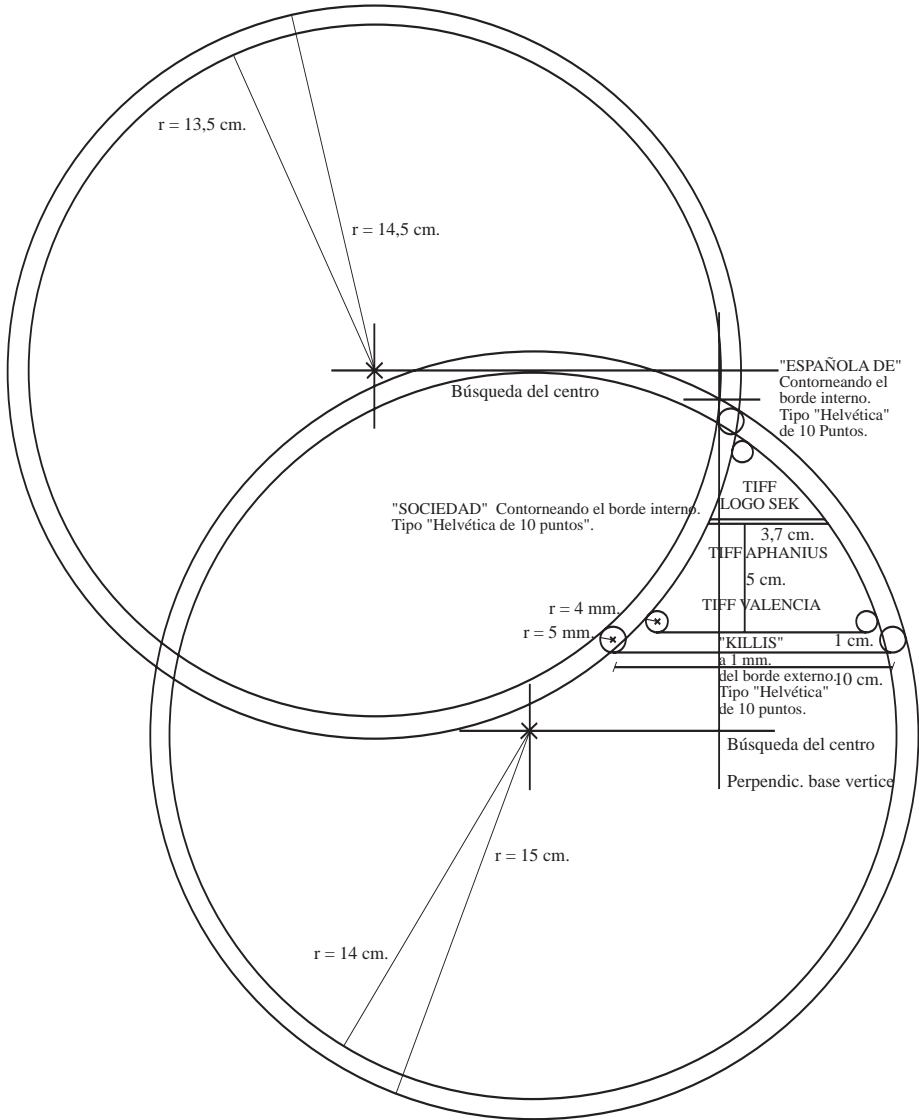 r = 13,5 cm.
r = 14,5 cm.
"ESPAÑOLA DE"
Contorneando el
borde interno.
Tipo "Helvética"
de 10 Puntos.
Búsqueda del centro
TIFF
LOGO SEK
"SOCIEDAD"  Contorneando el borde interno.
Tipo "Helvética de 10 puntos".
3,7 cm.
TIFF APHANIUS
5 cm.
r = 4 mm.
TIFF VALENCIA
r = 5 mm.
"KILLIS"
1 cm.
a 1 mm.
del borde externo.
10 cm.
Tipo "Helvética"
de 10 puntos.
Búsqueda del centro
Perpendic. base vertice
r = 15 cm.
r = 14 cm.